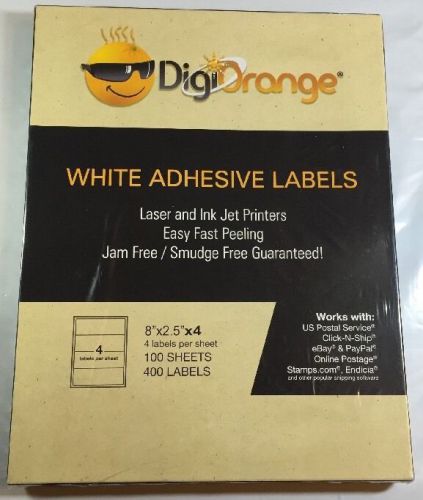 DigiOrange®
WHITE ADHESIVE LABELS
Laser and Ink Jet Printers
Easy Fast Peeling
Jam Free / Smudge Free Guaranteed!
4
labels per sheet
8"x2.5"x4
4 labels per sheet
100 SHEETS
400 LABELS
Works with:
US Postal Service®
Click-N-Ship®
eBay® & PayPal®
Online Postage®
Stamps.com®, Endicia®
and other popular shipping software